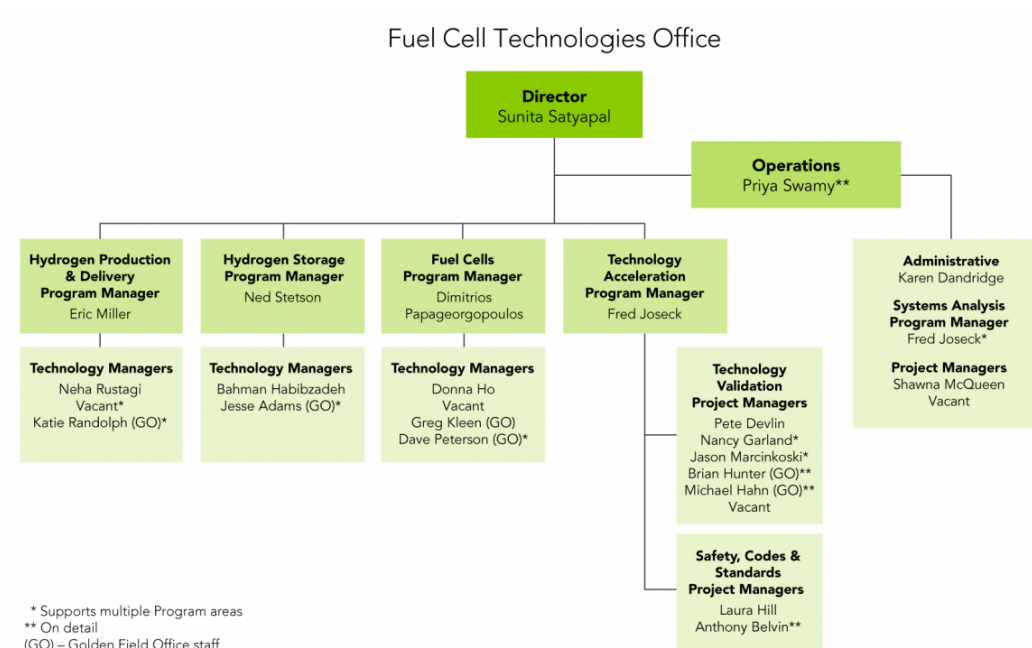 Fuel Cell Technologies Office
Director
Sunita Satyapal
Operations
Priya Swamy**
Hydrogen Production
& Delivery
Program Manager
Eric Miller
Technology Managers
Neha Rustagi
Vacant*
Katie Randolph (GO)*
Hydrogen Storage
Program Manager
Ned Stetson
Technology Managers
Bahman Habibzadeh
Jesse Adams (GO)*
Fuel Cells
Program Manager
Dimitrios
Papageorgopoulos
Technology Managers
Donna Ho
Vacant
Greg Kleen (GO)
Dave Peterson (GO)*
Technology
Acceleration
Program Manager
Fred Joseck
Technology
Validation
Project Managers
Pete Devlin
Nancy Garland*
Jason Marcinkoski*
Brian Hunter (GO)**
Michael Hahn (GO)**
Vacant
Safety, Codes &
Standards
Project Managers
Laura Hill
Anthony Belvin**
Administrative
Karen Dandridge
Systems Analysis
Program Manager
Fred Joseck*
Project Managers
Shawna McQueen
Vacant
* Supports multiple Program areas
** On detail
(GO) – Golden Field Office staff